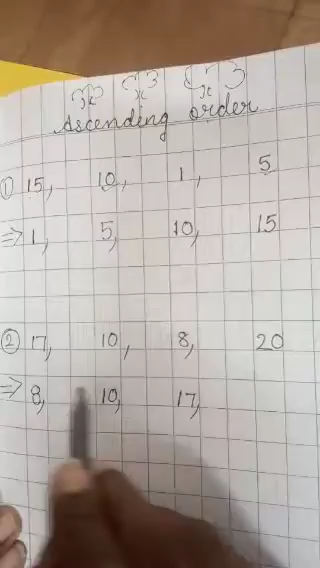 Ascending order
① 15, 10, 1, 5
⇒ 1, 5, 10, 15
② 17, 10, 8, 20
⇒ 8, 10, 17,